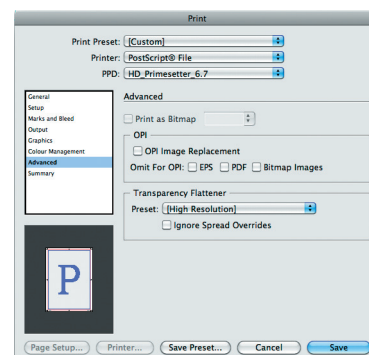 Print
Print Preset: [Custom]
Printer: PostScript® File
PPD: HD_Primesetter_6.7
General
Setup
Marks and Bleed
Output
Graphics
Colour Management
Advanced
Summary
Advanced
Print as Bitmap
OPI
OPI Image Replacement
Omit For OPI: EPS PDF Bitmap Images
Transparency Flattener
Preset: [High Resolution]
Ignore Spread Overrides
P
Page Setup... Printer... Save Preset... Cancel Save